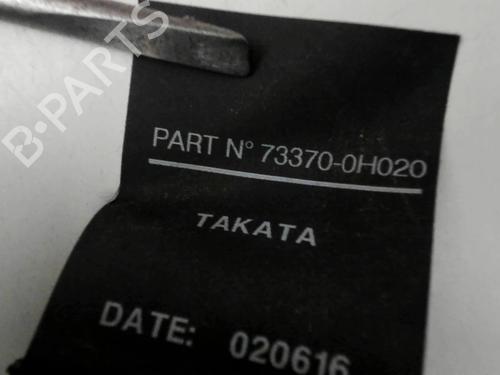 B-PARTS
PART N° 73370-0H020
TAKATA
DATE: 020616